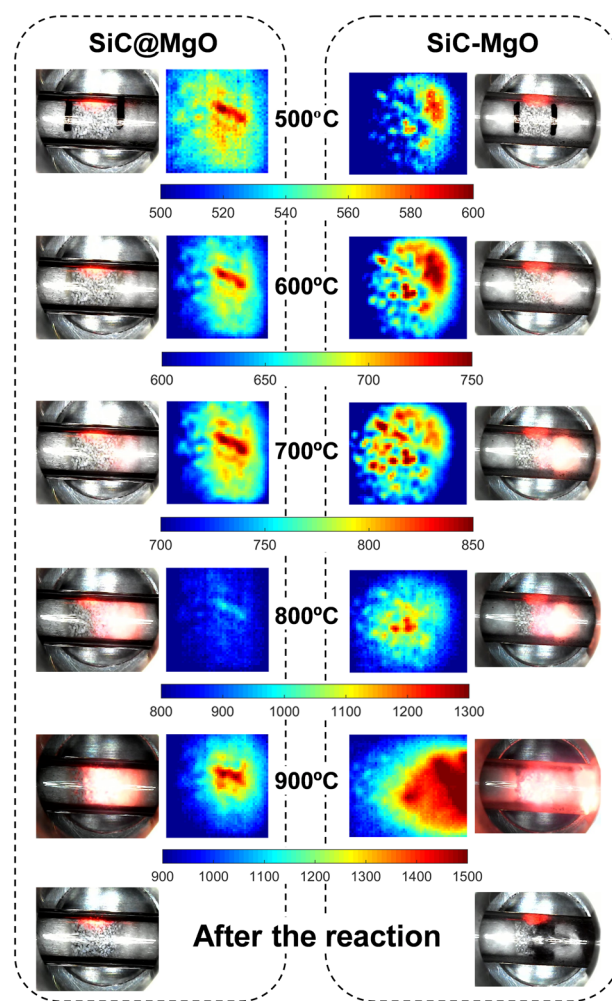 SiC@MgO SiC-MgO
500°C
500 520 540 560 580 600
600ºC
600 650 700 750
700ºC
700 750 800 850
800ºC
800 900 1000 1100 1200 1300
900ºC
900 1000 1100 1200 1300 1400 1500
After the reaction